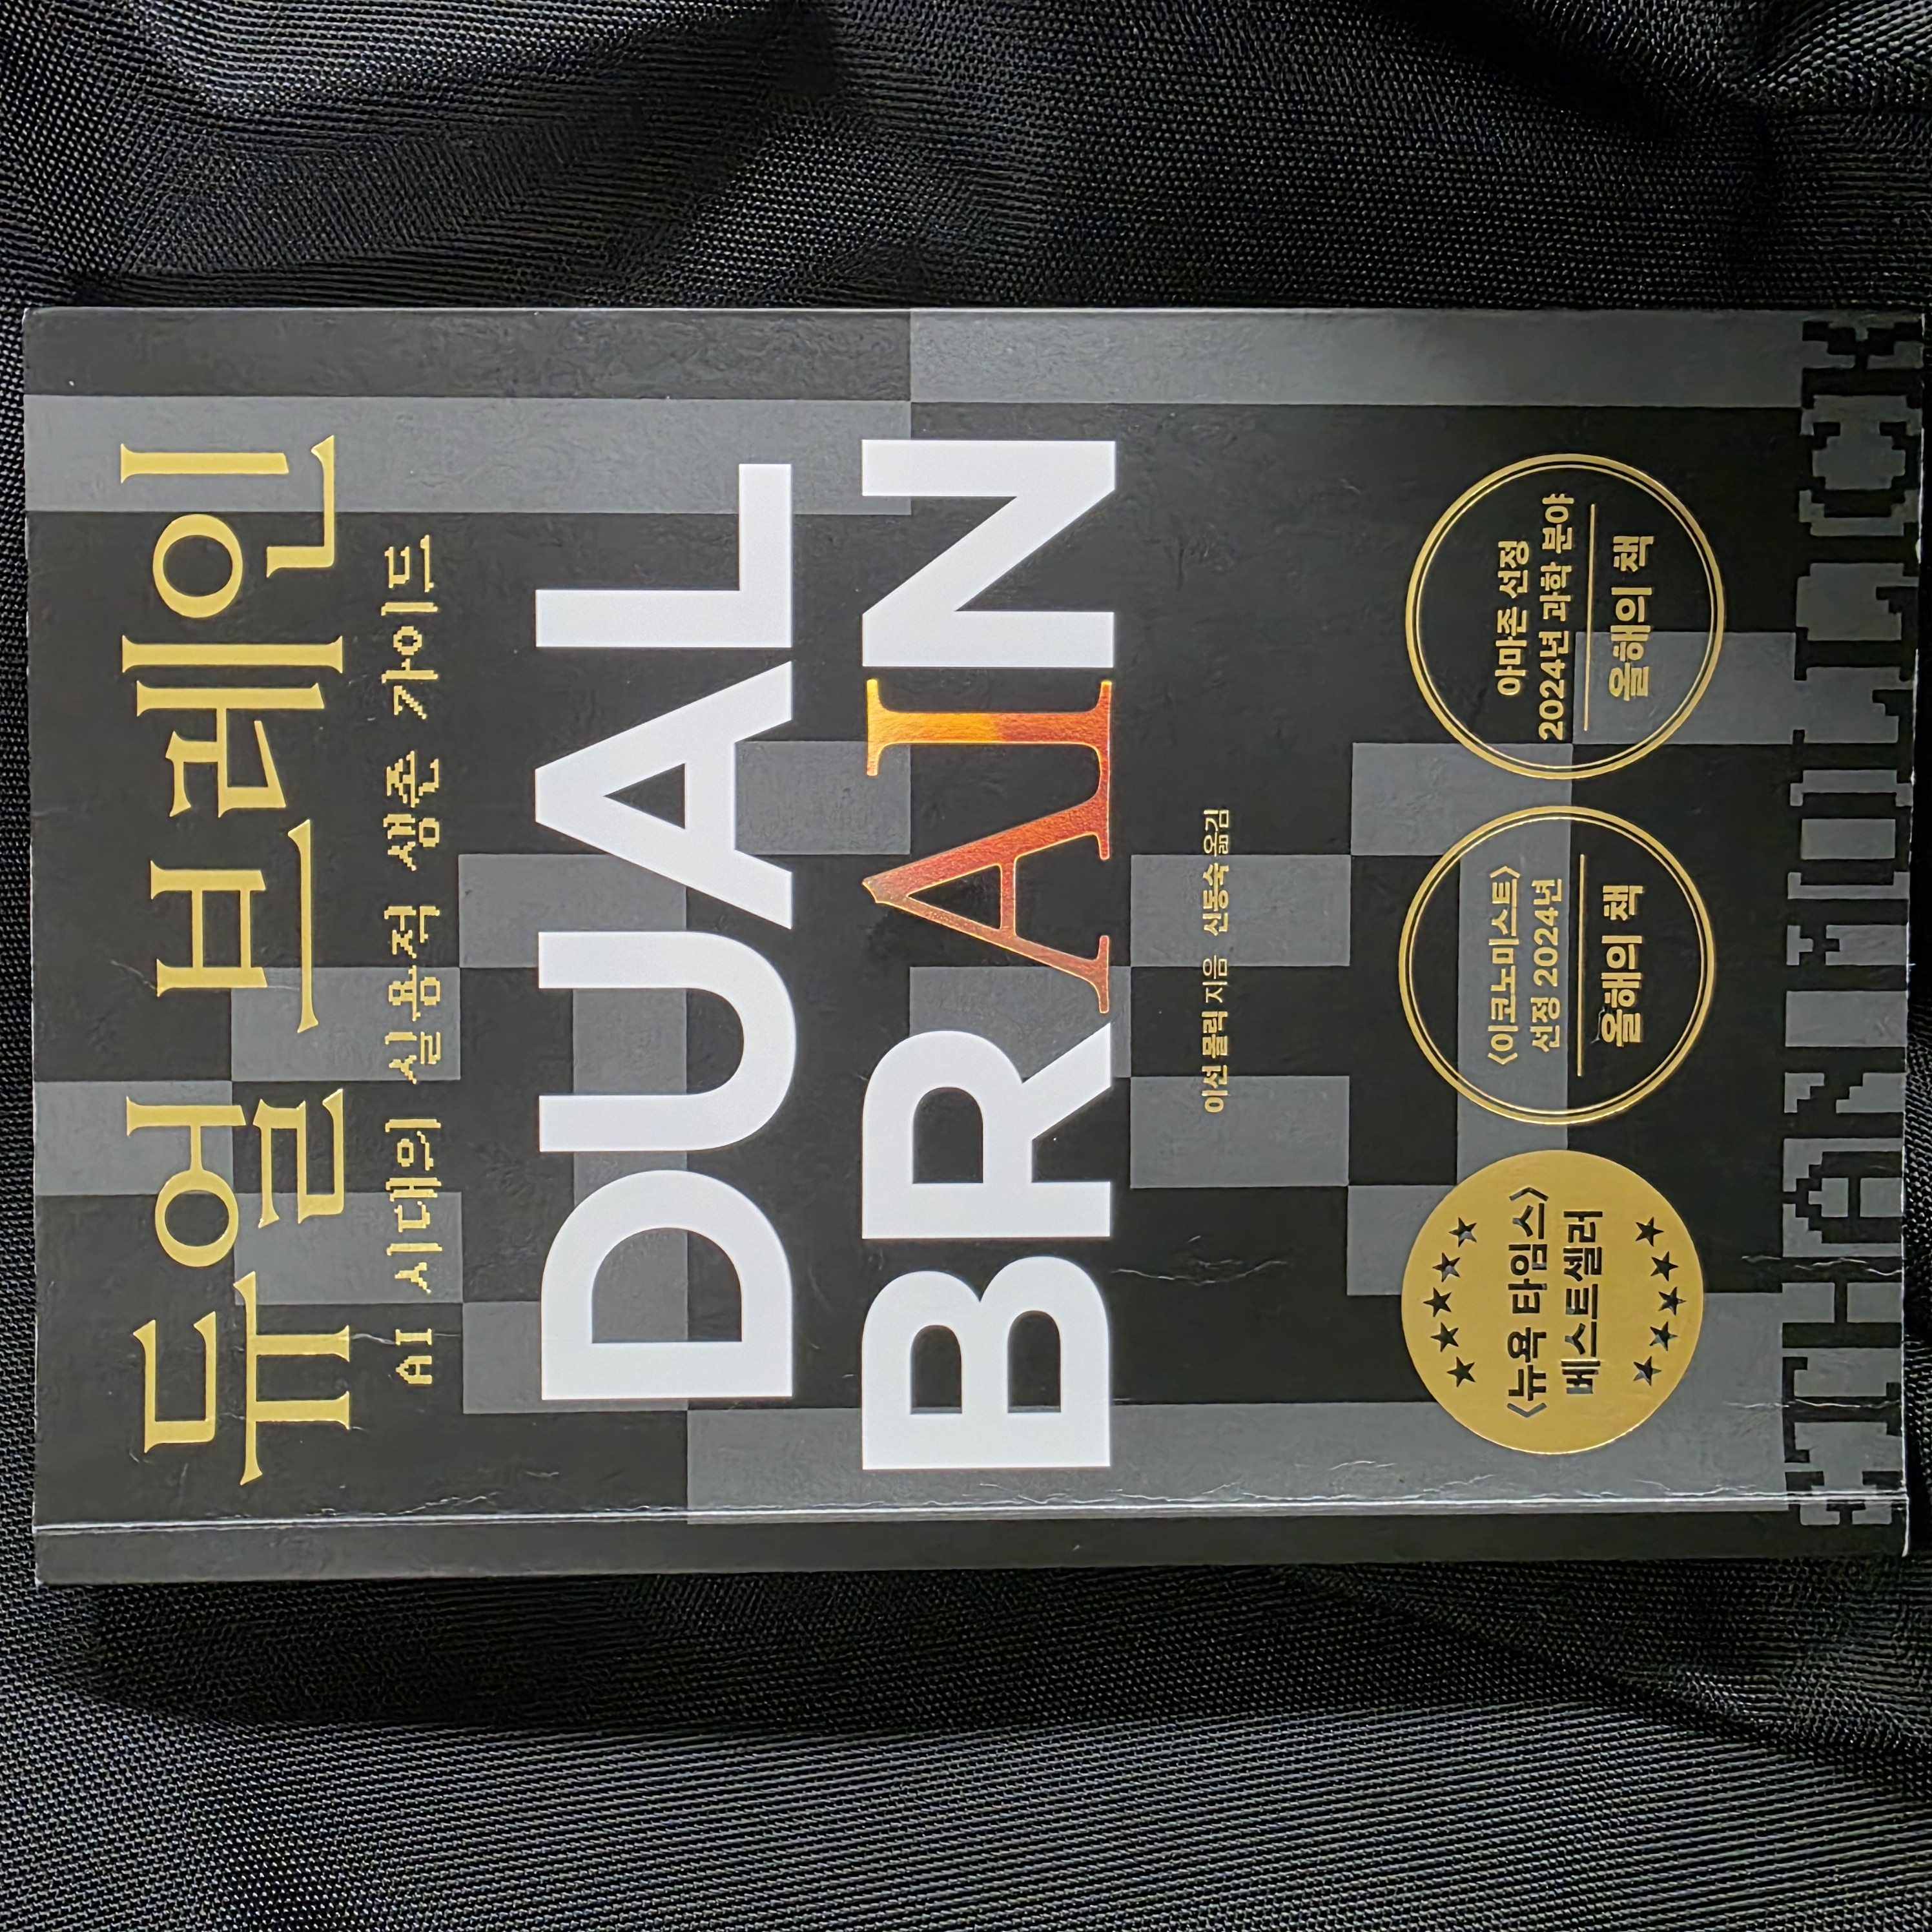 듀얼 브레인
AI 시대의 실용적 생존 가이드
DUAL
BRAIN
이선 몰릭 지음 신동숙 옮김
〈뉴욕 타임스〉
베스트셀러
〈이코노미스트〉
선정 2024년
올해의 책
아마존 선정
2024년 과학 분야
올해의 책
ETHAN MOLLICK